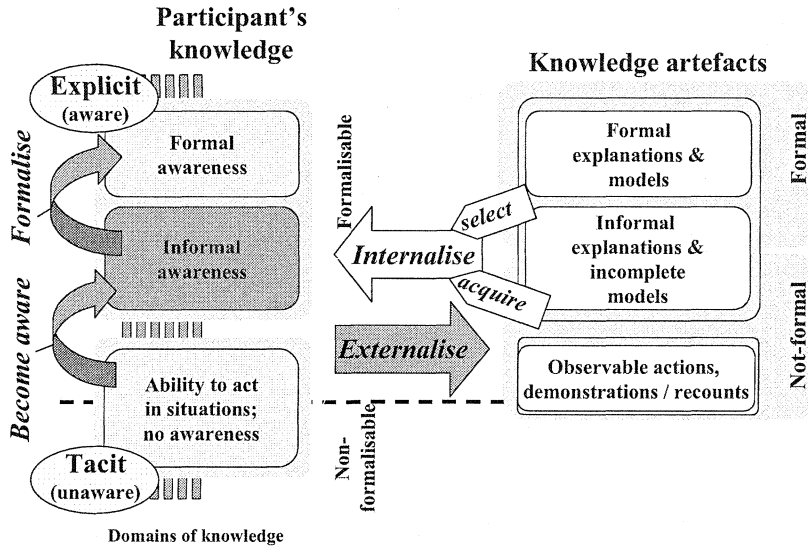 Participant's
knowledge
Explicit
(aware)
Formalise
Formal
awareness
Informal
awareness
Become aware
Ability to act
in situations;
no awareness
Tacit
(unaware)
Domains of knowledge
Formalisable
Non-
formalisable
Internalise
select
acquire
Externalise
Knowledge artefacts
Formal
explanations &
models
Informal
explanations &
incomplete
models
Observable actions,
demonstrations / recounts
Formal
Not-formal